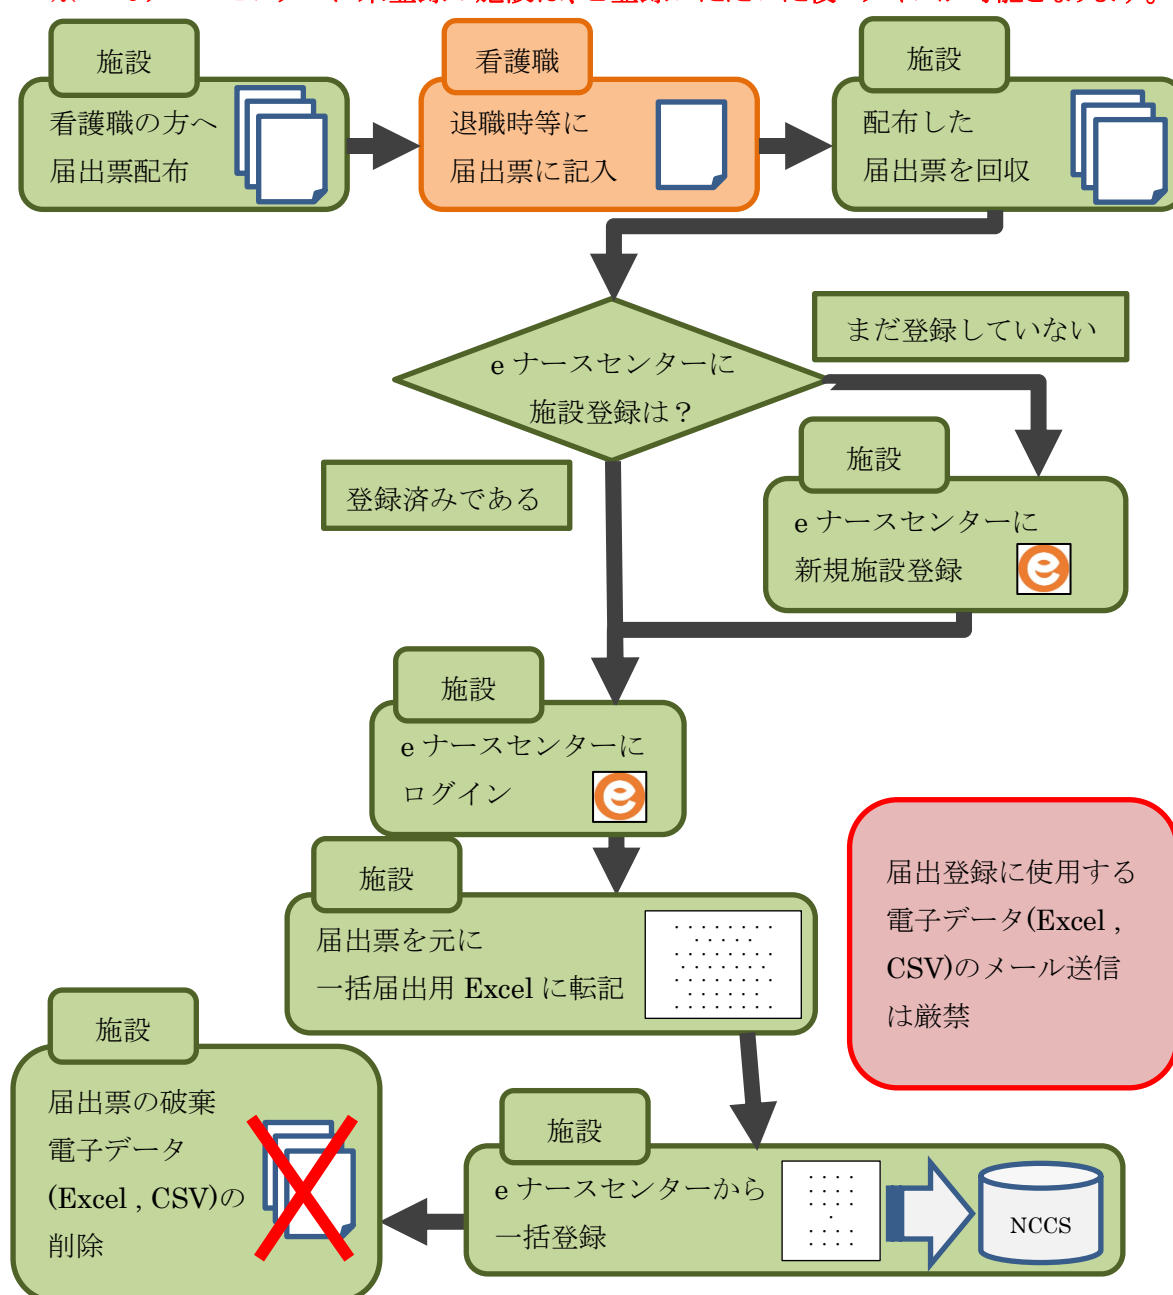 施設
看護職の方へ
届出票配布
看護職
退職時等に
届出票に記入
施設
配布した
届出票を回収
e ナースセンターに
施設登録は？
まだ登録していない
登録済みである
施設
e ナースセンターに
新規施設登録
施設
e ナースセンターに
ログイン
施設
届出票を元に
一括届出用 Excel に転記
届出登録に使用する
電子データ(Excel ,
CSV)のメール送信
は厳禁
施設
e ナースセンターから
一括登録
NCCS
施設
届出票の破棄
電子データ
(Excel , CSV)の
削除